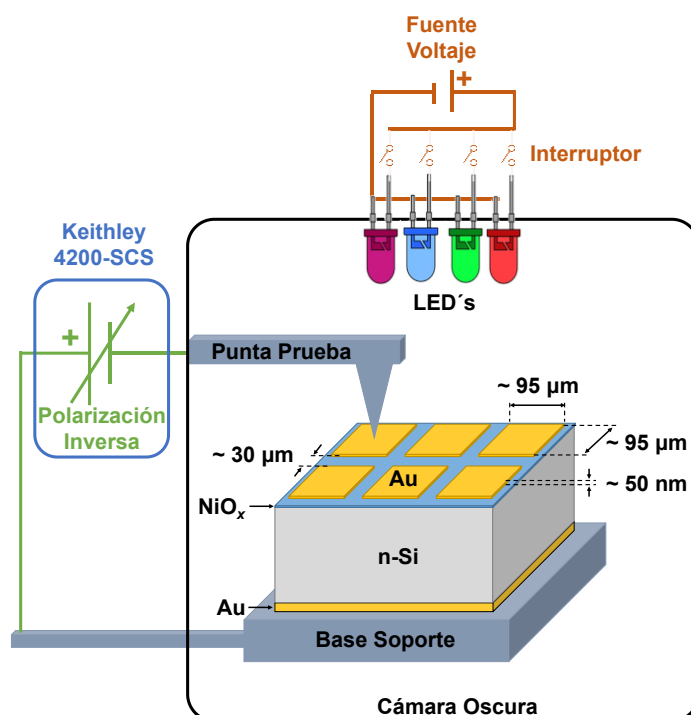 Fuente
Voltaje
+
Interruptor
Keithley
4200-SCS
LED´s
+
Punta Prueba
Polarización
Inversa
~ 95 µm
~ 95 µm
~ 30 µm
Au
~ 50 nm
NiOx
n-Si
Au
Base Soporte
Cámara Oscura